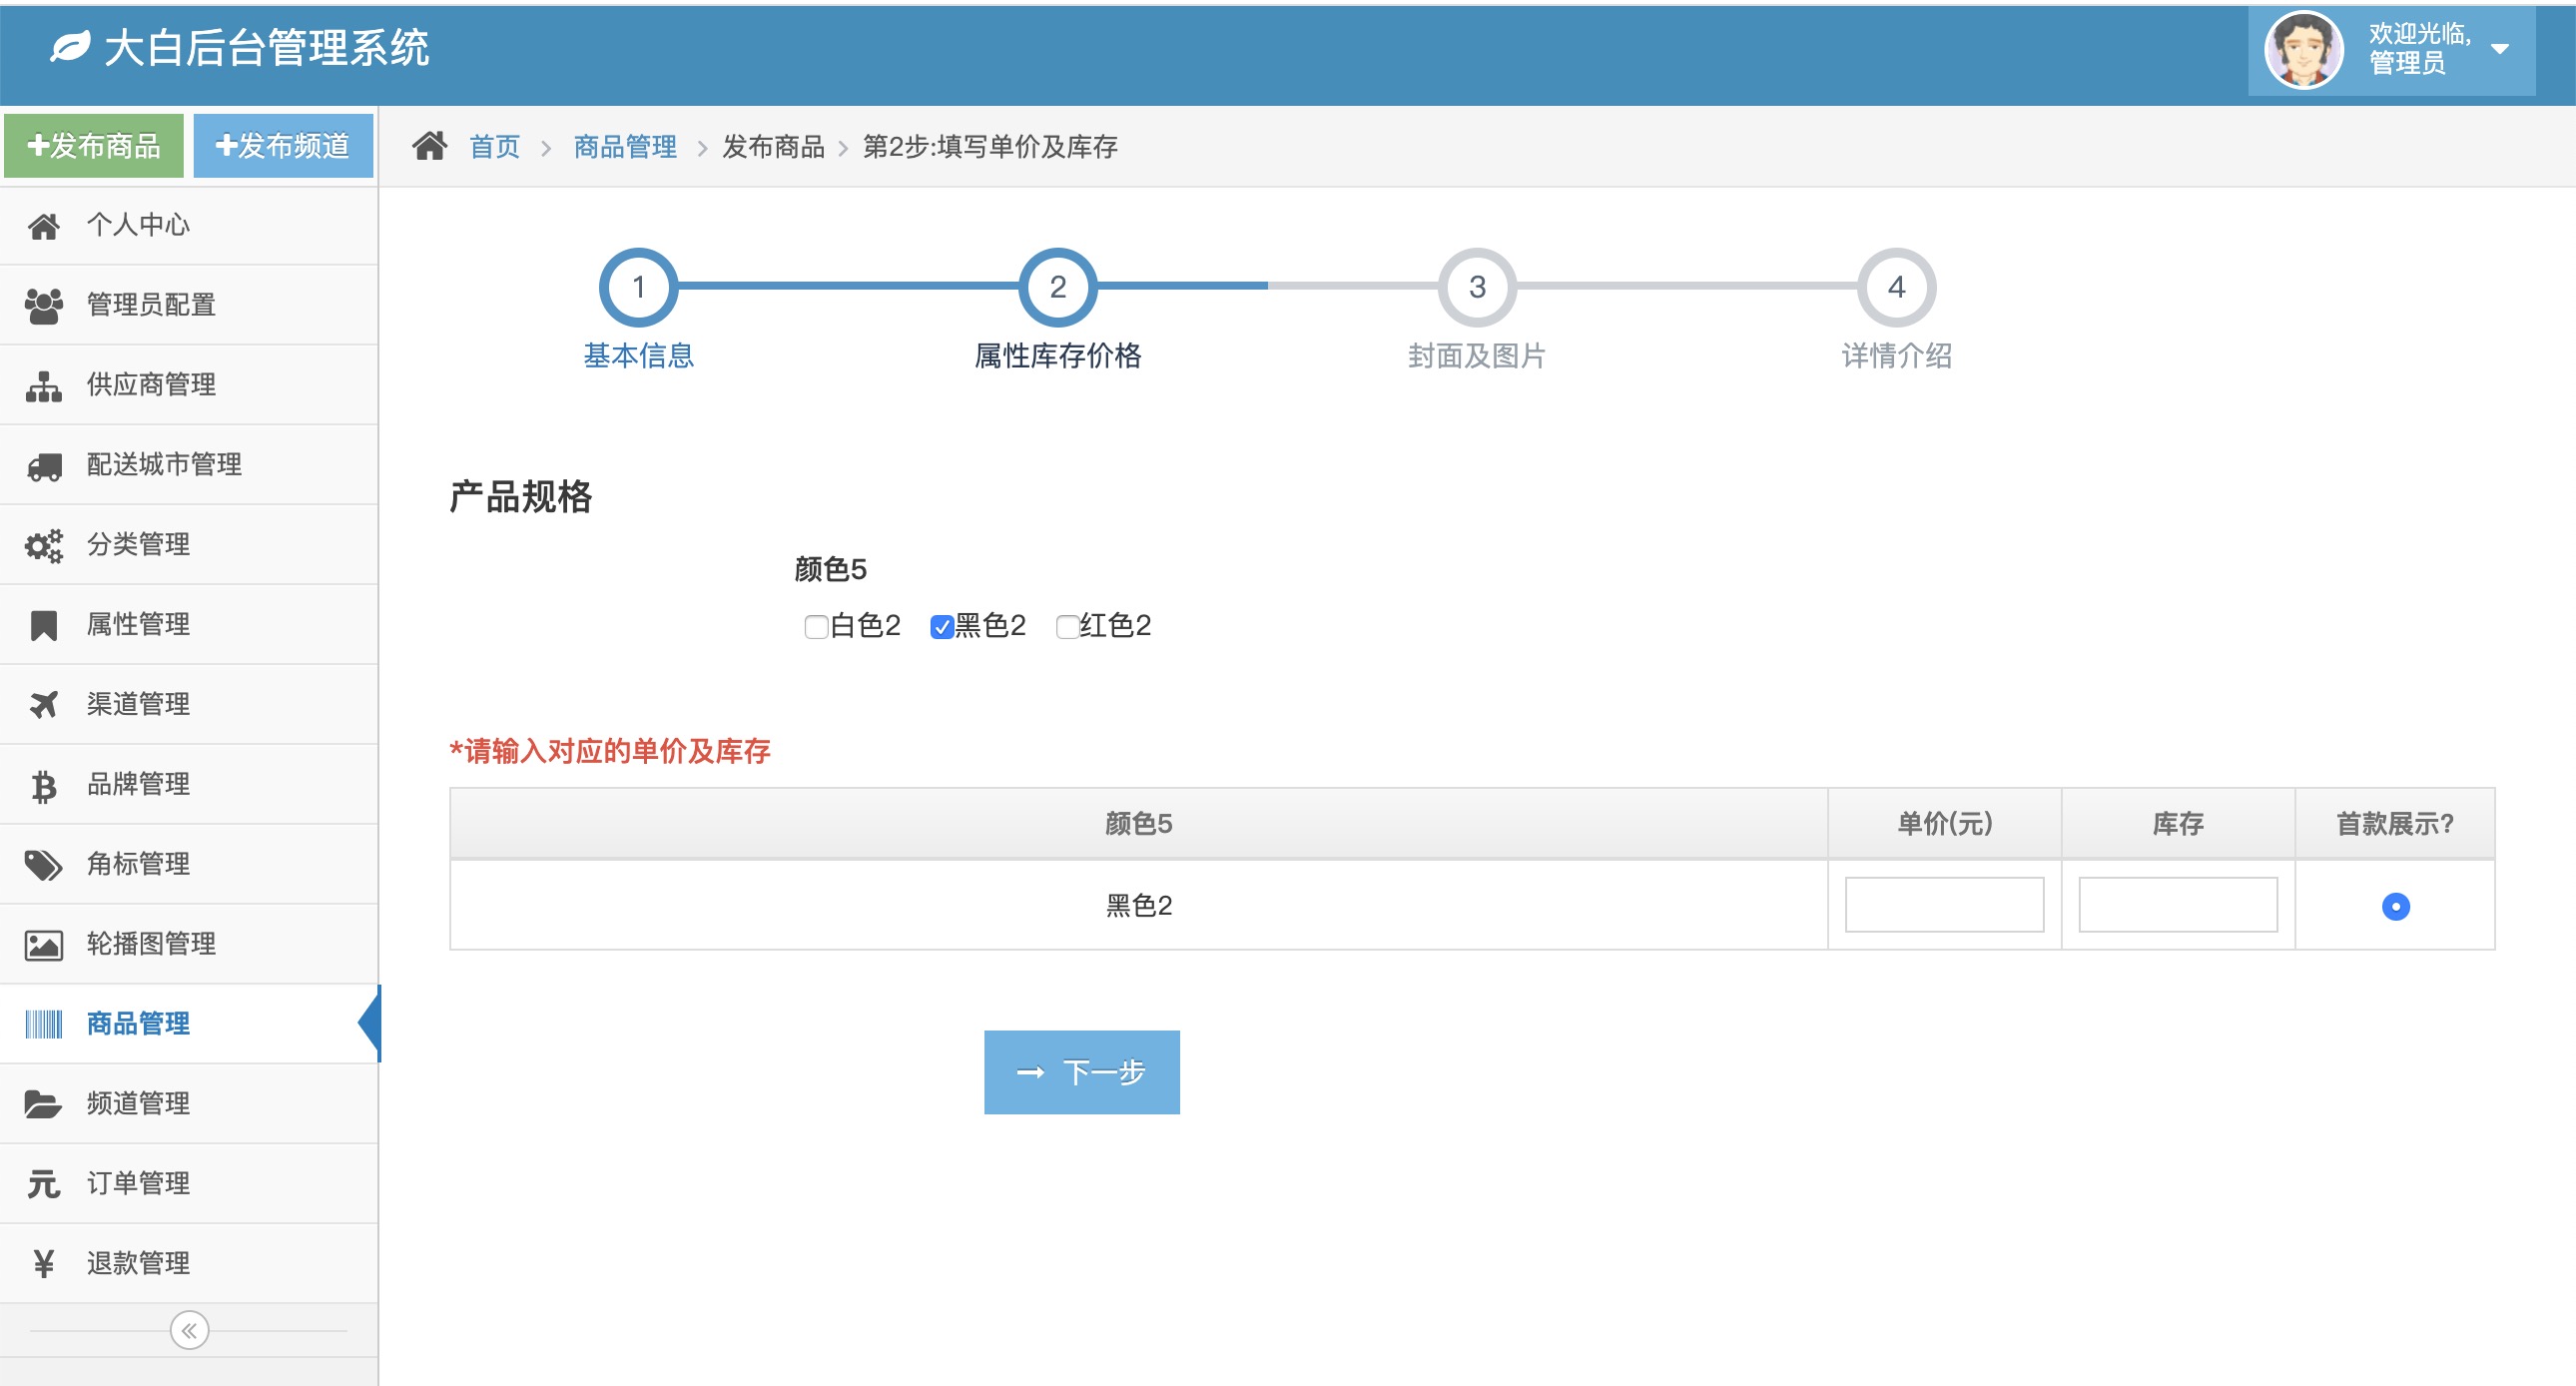 大白后台管理系统
欢迎光临,
管理员
发布商品
发布频道
首页
商品管理
发布商品
第2步:填写单价及库存
个人中心
管理员配置
供应商管理
配送城市管理
分类管理
属性管理
渠道管理
品牌管理
角标管理
轮播图管理
商品管理
频道管理
元 订单管理
¥ 退款管理
1
2
3
4
基本信息
属性库存价格
封面及图片
详情介绍
产品规格
颜色5
白色2 黑色2 红色2
*请输入对应的单价及库存
颜色5 单价(元) 库存 首款展示?
黑色2
下一步